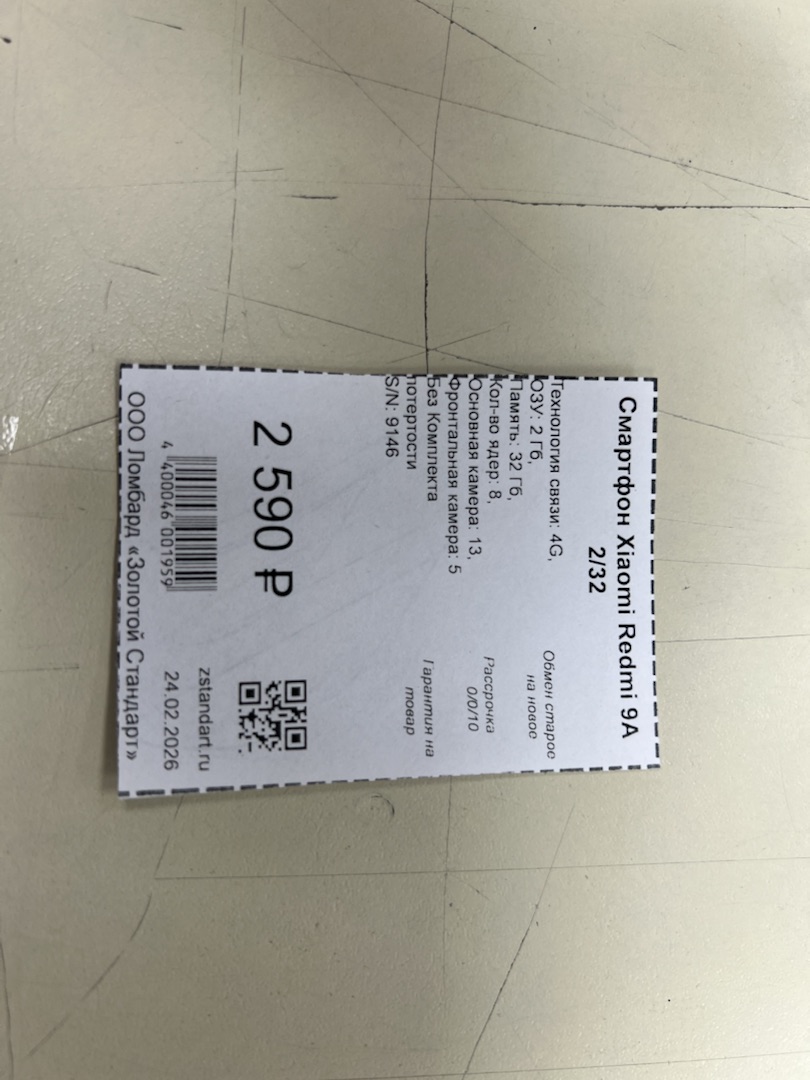 Смартфон Xiaomi Redmi 9A
2/32
Технология связи: 4G,
ОЗУ: 2 Гб,
Память: 32 Гб,
Кол-во ядер: 8,
Основная камера: 13,
Фронтальная камера: 5
Без Комплекта
потертости
S/N: 9146
Обмен старое
на новое
Рассрочка
0/0/10
Гарантия на
товар
2 590 ₽
4 400046 001959
zstandart.ru
24.02.2026
ООО Ломбард «Золотой Стандарт»